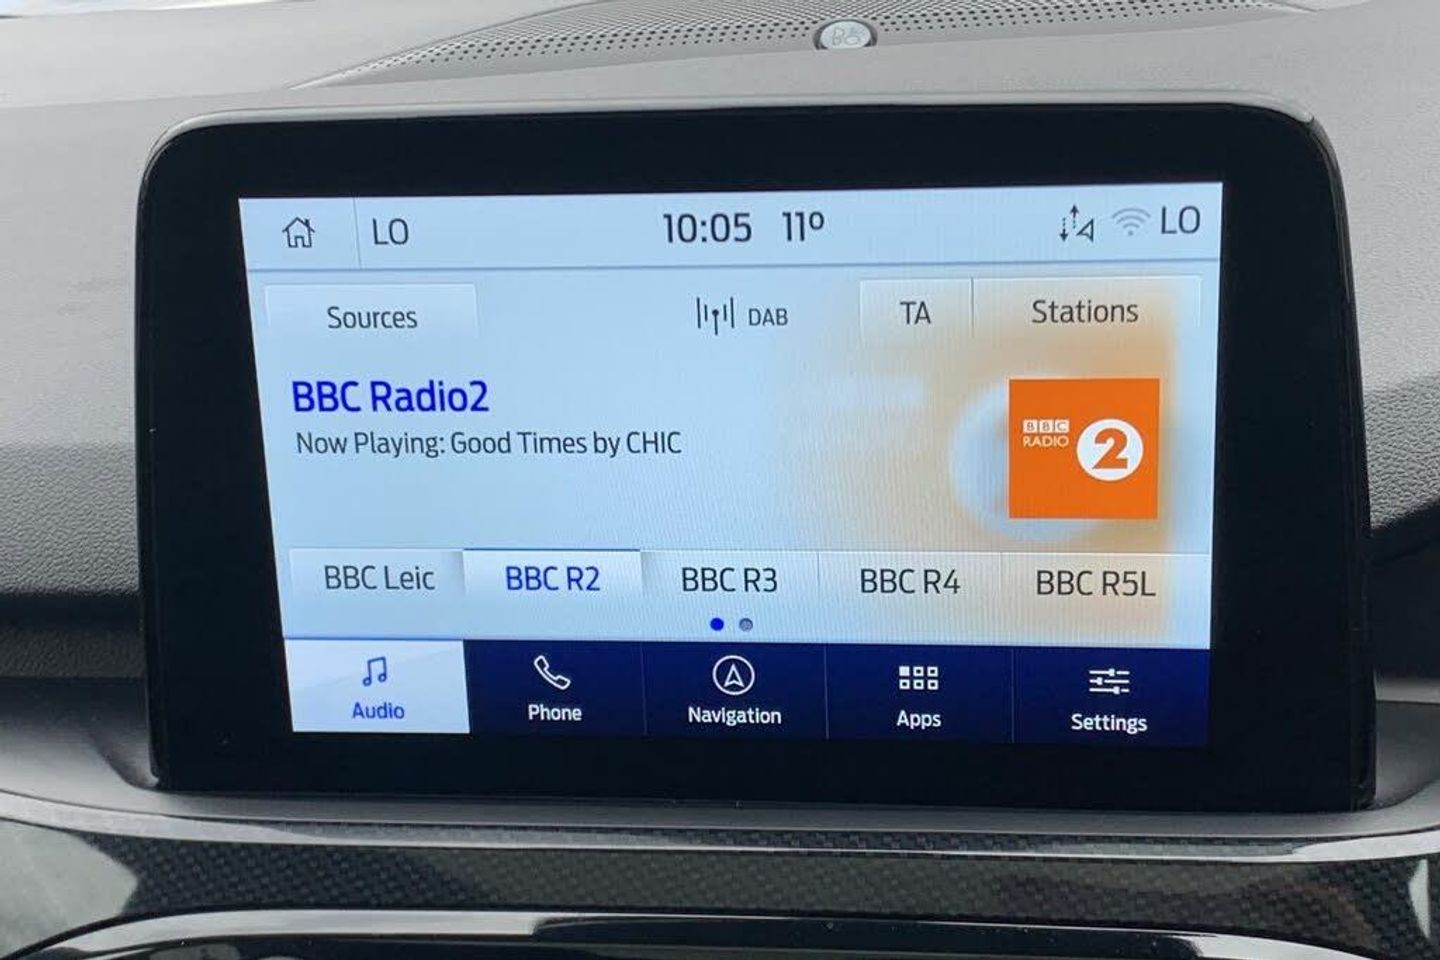 LO 10:05 11° LO
Sources DAB TA Stations
BBC Radio2
Now Playing: Good Times by CHIC
BBC
RADIO 2
BBC Leic BBC R2 BBC R3 BBC R4 BBC R5L
Audio Phone Navigation Apps Settings
B&O